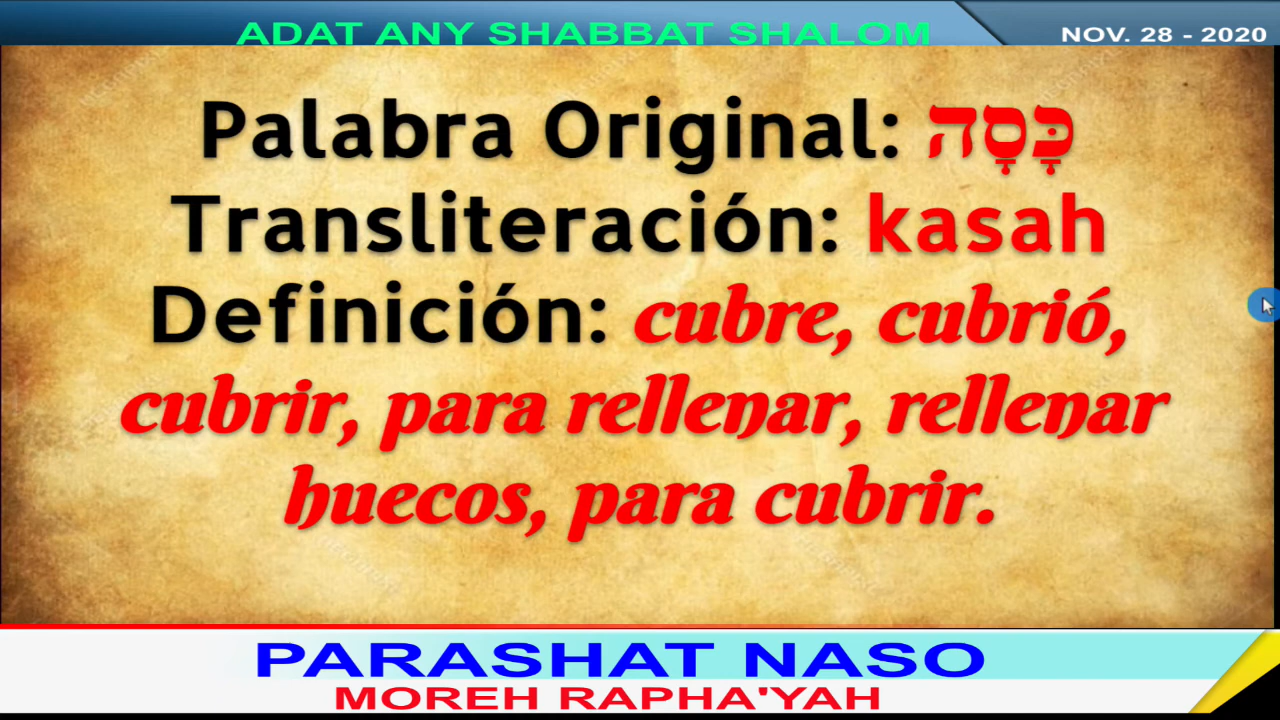 ADAT ANY SHABBAT SHALOM
NOV. 28 - 2020
Palabra Original: כָּסָה
Transliteración: kasah
Definición: cubre, cubrió,
cubrir, para rellenar, rellenar
huecos, para cubrir.
PARASHAT NASO
MOREH RAPHA'YAH